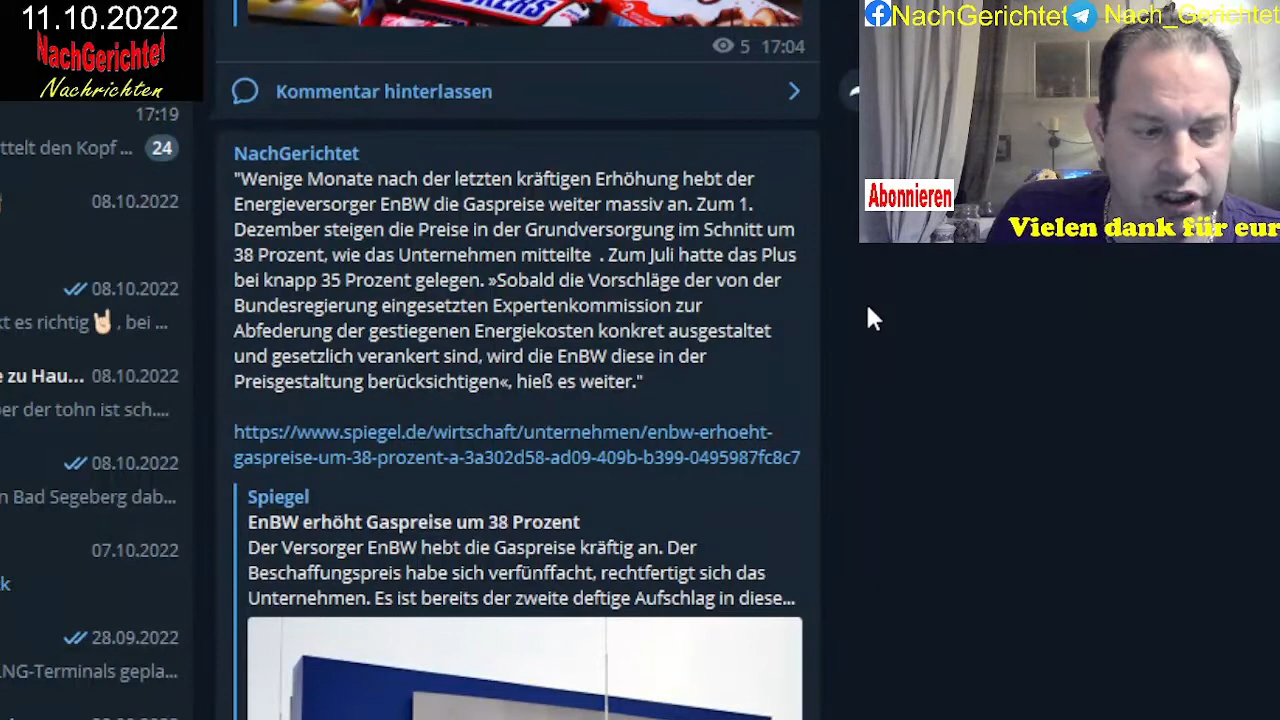 11.10.2022
NachGerichtet
Nachrichten
17:19
ttelt den Kopf ... 24
08.10.2022
08.10.2022
kt es richtig🤘🏻, bei ...
e zu Hau... 08.10.2022
ber der tohn ist sch....
08.10.2022
n Bad Segeberg dab...
07.10.2022
k
28.09.2022
LNG-Terminals gepla...
SNICKERS
5 17:04
Kommentar hinterlassen
NachGerichtet
"Wenige Monate nach der letzten kräftigen Erhöhung hebt der
Energieversorger EnBW die Gaspreise weiter massiv an. Zum 1.
Dezember steigen die Preise in der Grundversorgung im Schnitt um
38 Prozent, wie das Unternehmen mitteilte . Zum Juli hatte das Plus
bei knapp 35 Prozent gelegen. »Sobald die Vorschläge der von der
Bundesregierung eingesetzten Expertenkommission zur
Abfederung der gestiegenen Energiekosten konkret ausgestaltet
und gesetzlich verankert sind, wird die EnBW diese in der
Preisgestaltung berücksichtigen«, hieß es weiter."
https://www.spiegel.de/wirtschaft/unternehmen/enbw-erhoeht-
gaspreise-um-38-prozent-a-3a302d58-ad09-409b-b399-0495987fc8c7
Spiegel
EnBW erhöht Gaspreise um 38 Prozent
Der Versorger EnBW hebt die Gaspreise kräftig an. Der
Beschaffungspreis habe sich verfünffacht, rechtfertigt sich das
Unternehmen. Es ist bereits der zweite deftige Aufschlag in diese...
NachGerichtet Nach_Gerichtet
Abonnieren
Vielen dank für eur